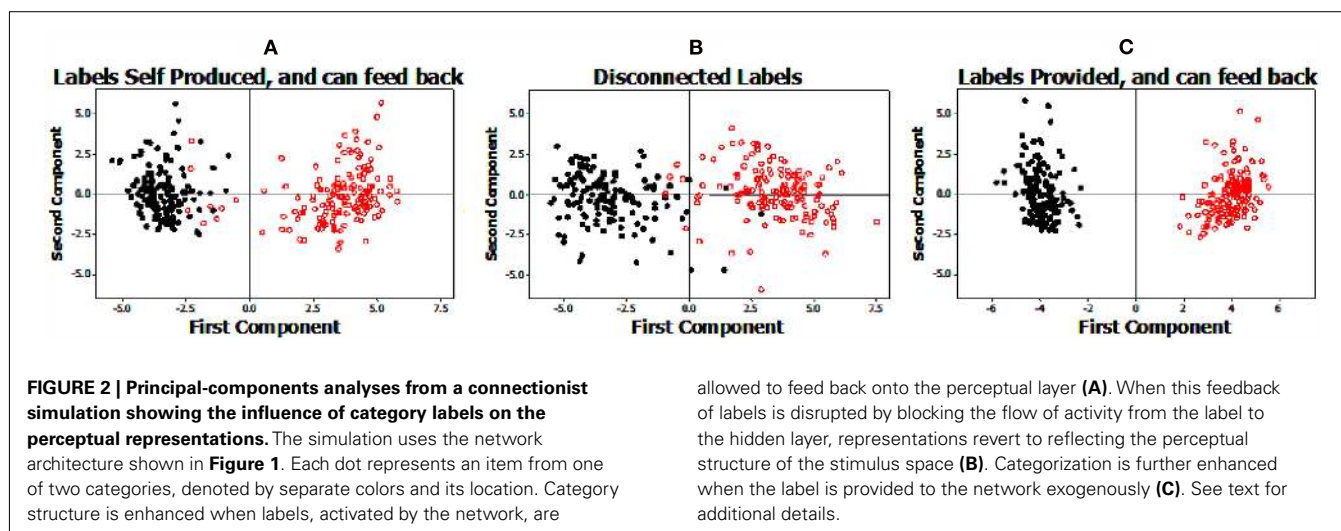 A
Labels Self Produced, and can feed back
Second Component
5.0
2.5
0.0
-2.5
-5.0
-5.0 -2.5 0.0 2.5 5.0 7.5
First Component
B
Disconnected Labels
Second Component
5.0
2.5
0.0
-2.5
-5.0
-5.0 -2.5 0.0 2.5 5.0 7.5
First Component
C
Labels Provided, and can feed back
Second Component
5.0
2.5
0.0
-2.5
-5.0
-6 -4 -2 0 2 4 6
First Component
FIGURE 2 | Principal-components analyses from a connectionist
simulation showing the influence of category labels on the
perceptual representations. The simulation uses the network
architecture shown in Figure 1. Each dot represents an item from one
of two categories, denoted by separate colors and its location. Category
structure is enhanced when labels, activated by the network, are
allowed to feed back onto the perceptual layer (A). When this feedback
of labels is disrupted by blocking the flow of activity from the label to
the hidden layer, representations revert to reflecting the perceptual
structure of the stimulus space (B). Categorization is further enhanced
when the label is provided to the network exogenously (C). See text for
additional details.